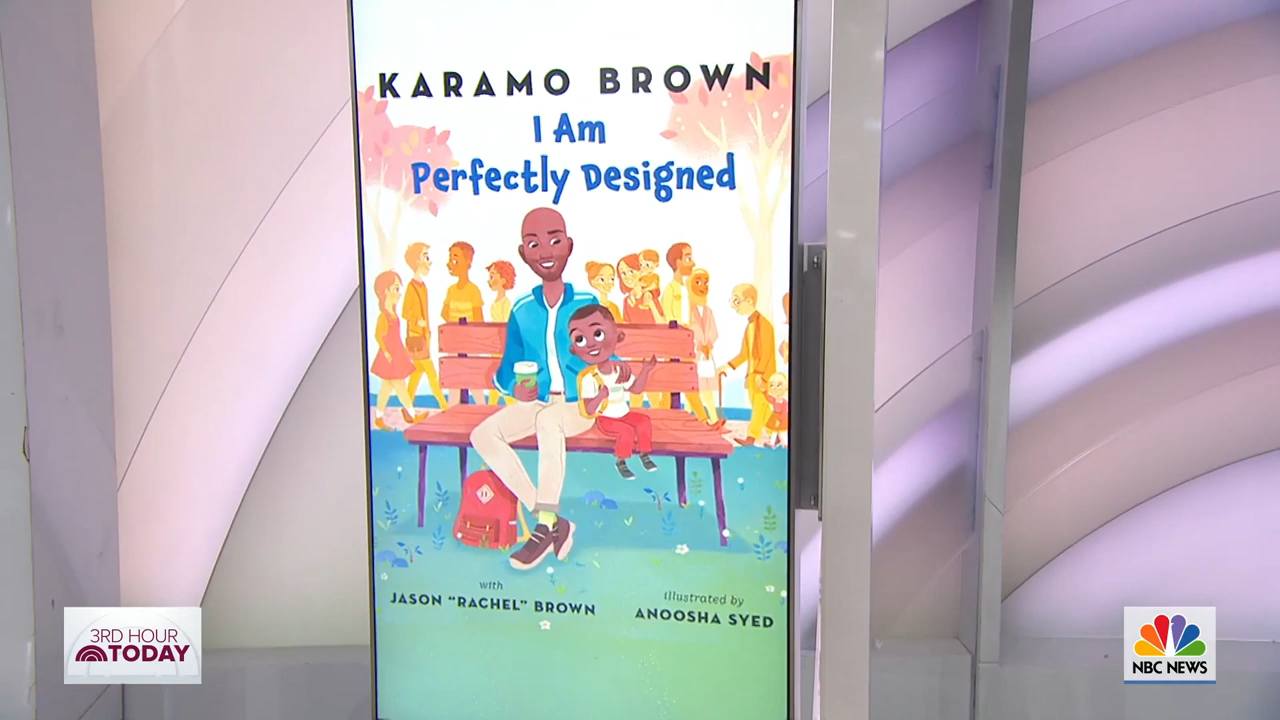 KARAMO BROWN
I Am
Perfectly Designed
with
JASON "RACHEL" BROWN
illustrated by
ANOOSHA SYED
3RD HOUR
TODAY
NBC NEWS